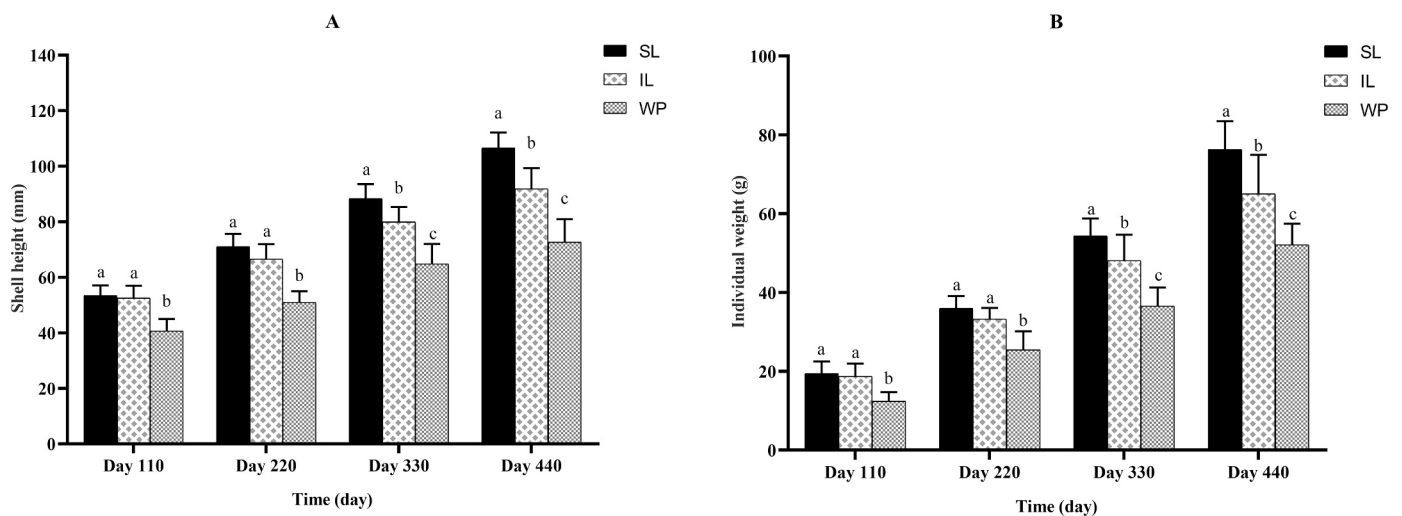 A
Shell height (mm)
140
120
100
80
60
40
20
0
SL
IL
WP
a a b
a a b
a b c
a b c
Day 110 Day 220 Day 330 Day 440
Time (day)
B
Individual weight (g)
100
80
60
40
20
0
SL
IL
WP
a a b
a a b
a b c
a b c
Day 110 Day 220 Day 330 Day 440
Time (day)